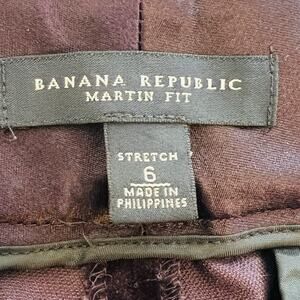 BANANA REPUBLIC
MARTIN FIT
STRETCH
6
MADE IN
PHILIPPINES